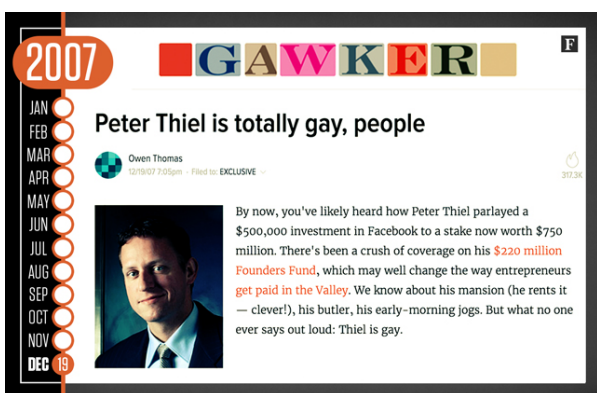 2007
JAN
FEB
MAR
APR
MAY
JUN
JUL
AUG
SEP
OCT
NOV
DEC 19
GAWKER
F
Peter Thiel is totally gay, people
Owen Thomas
12/19/07 7:05pm · Filed to: EXCLUSIVE
317.3K
By now, you've likely heard how Peter Thiel parlayed a
$500,000 investment in Facebook to a stake now worth $750
million. There's been a crush of coverage on his $220 million
Founders Fund, which may well change the way entrepreneurs
get paid in the Valley. We know about his mansion (he rents it
— clever!), his butler, his early-morning jogs. But what no one
ever says out loud: Thiel is gay.